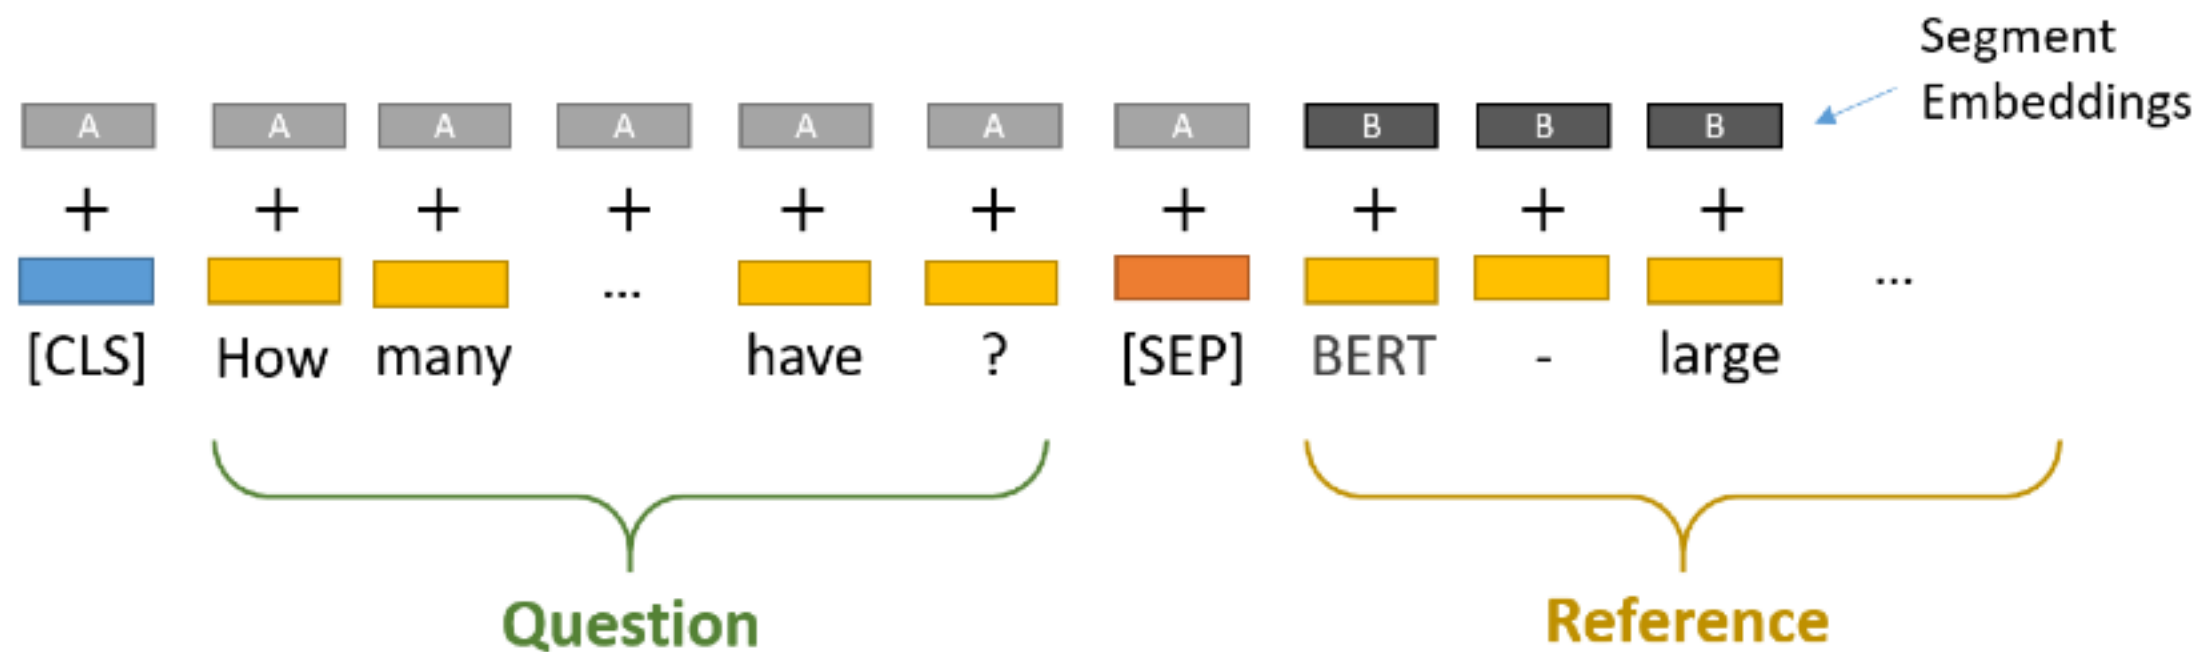 Segment
Embeddings
A A A A A A A B B B
+ + + + + + + + + +
... ...
[CLS] How many have ? [SEP] BERT - large
Question Reference